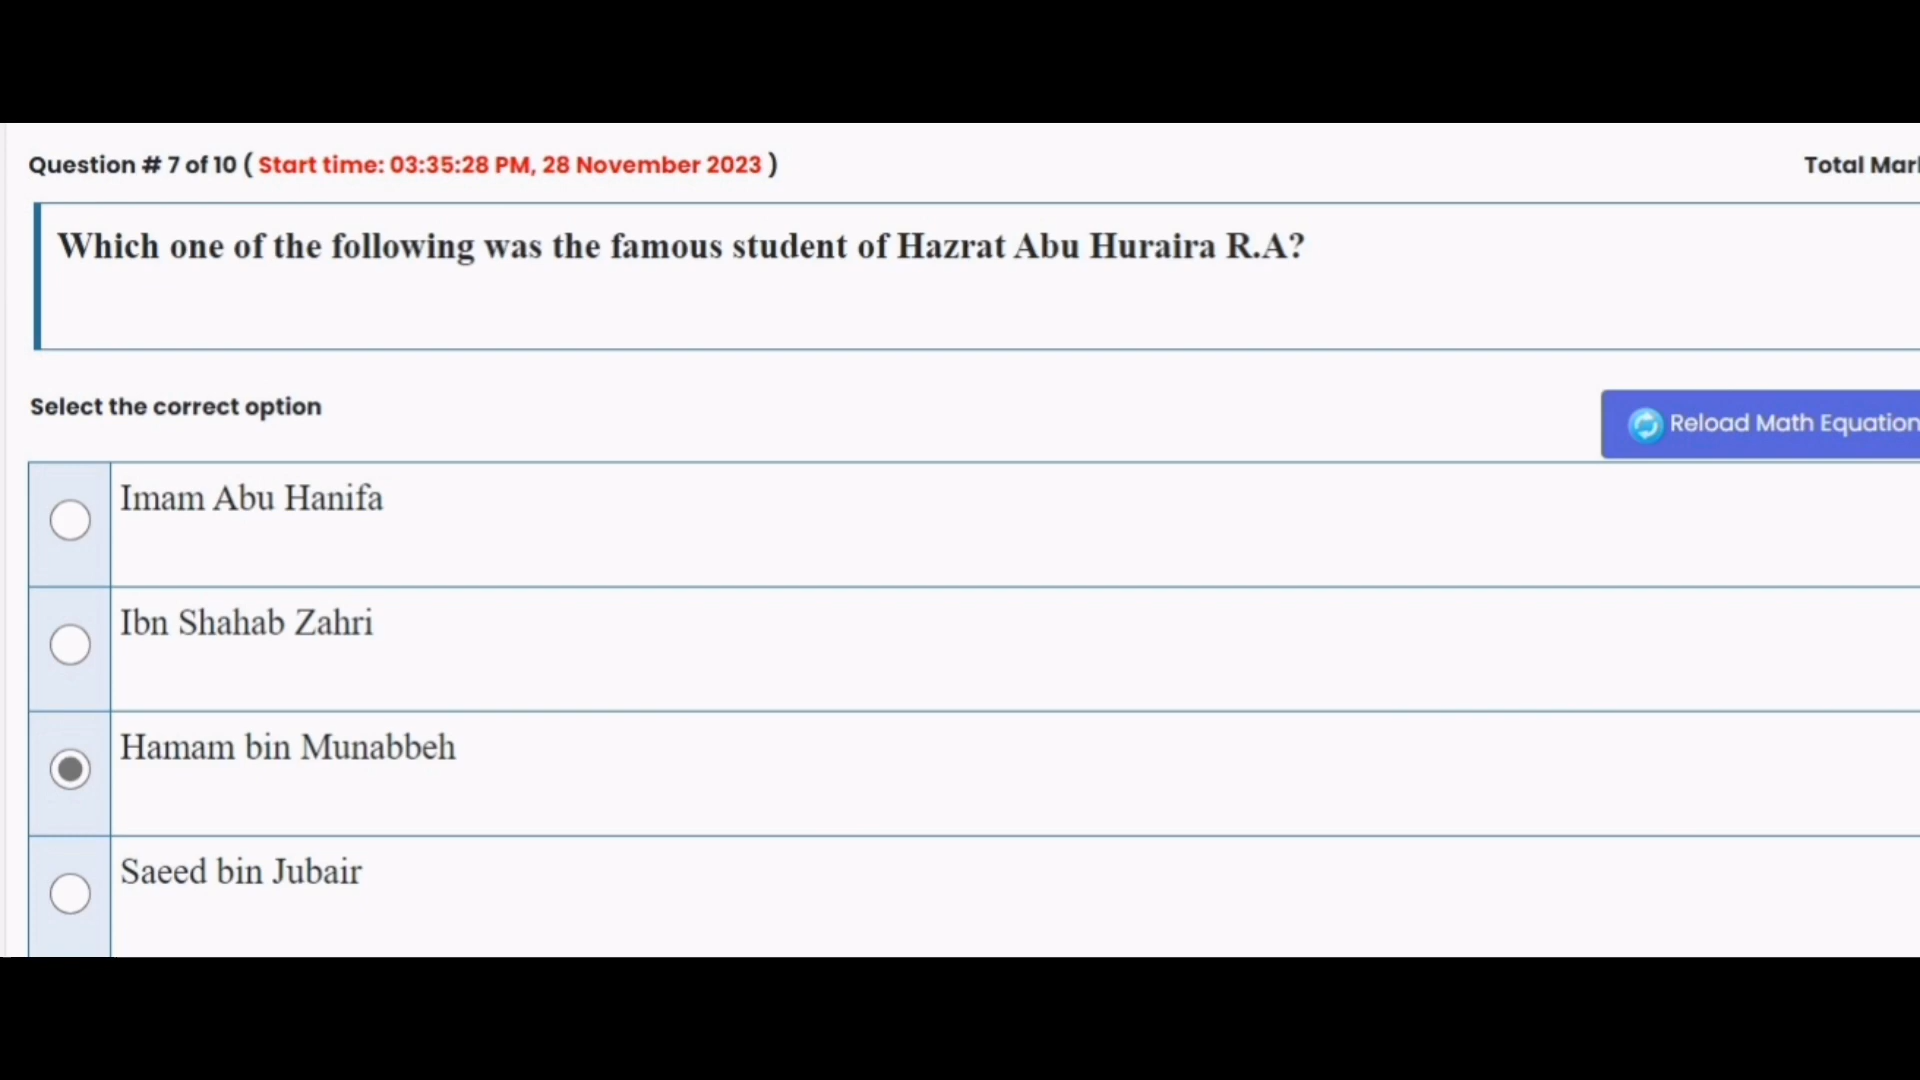 Question # 7 of 10 ( Start time: 03:35:28 PM, 28 November 2023 )
Total Mar
Which one of the following was the famous student of Hazrat Abu Huraira R.A?
Select the correct option
Reload Math Equation
Imam Abu Hanifa
Ibn Shahab Zahri
Hamam bin Munabbeh
Saeed bin Jubair